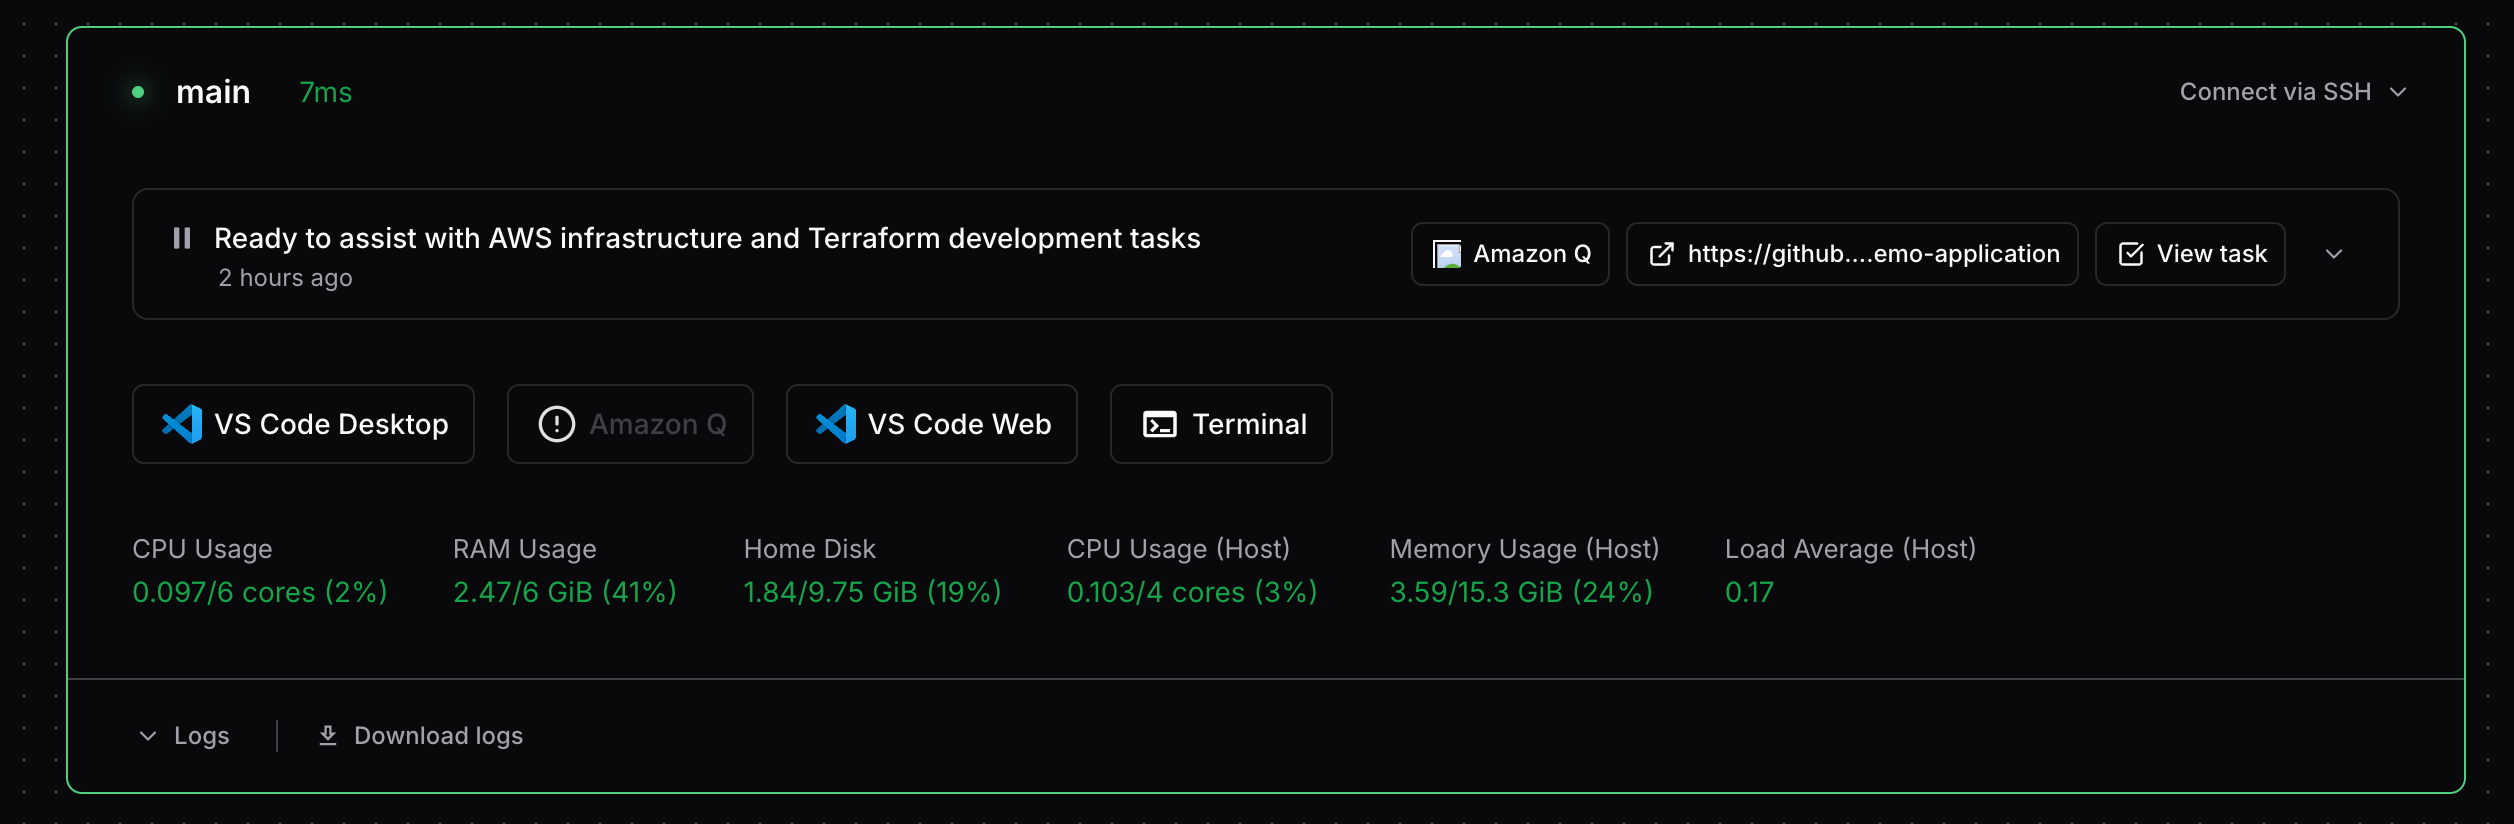 main 7ms Connect via SSH
Ready to assist with AWS infrastructure and Terraform development tasks
2 hours ago
Amazon Q https://github....emo-application View task
VS Code Desktop Amazon Q VS Code Web Terminal
CPU Usage RAM Usage Home Disk CPU Usage (Host) Memory Usage (Host) Load Average (Host)
0.097/6 cores (2%) 2.47/6 GiB (41%) 1.84/9.75 GiB (19%) 0.103/4 cores (3%) 3.59/15.3 GiB (24%) 0.17
Logs Download logs